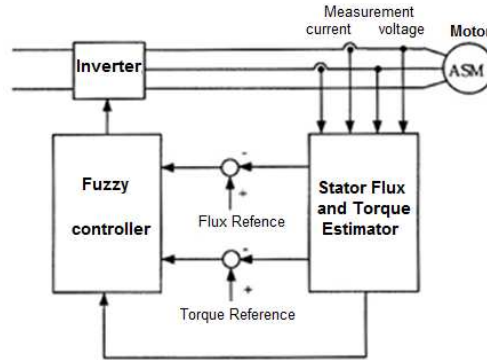 Measurement
current voltage
Motor
Inverter
ASM
Fuzzy
controller
-
+
Flux Refence
-
+
Torque Reference
Stator Flux
and Torque
Estimator